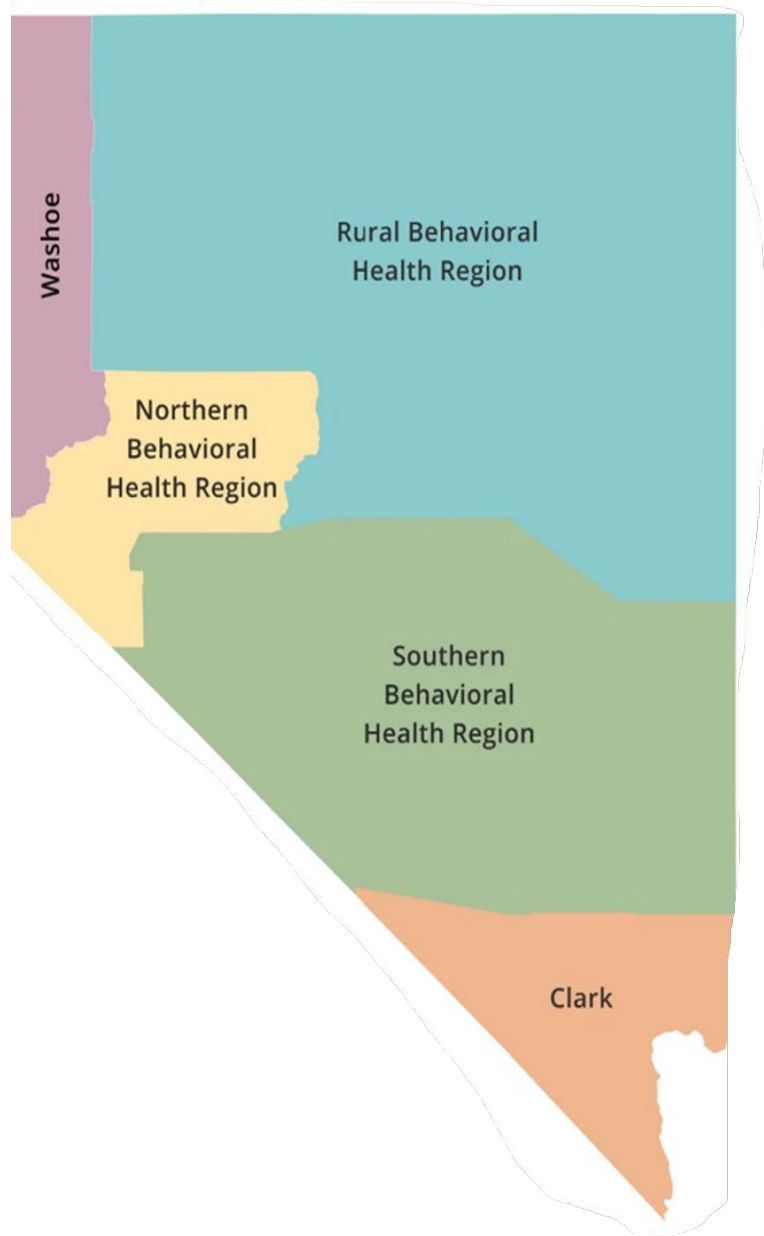 Washoe
Rural Behavioral
Health Region
Northern
Behavioral
Health Region
Southern
Behavioral
Health Region
Clark